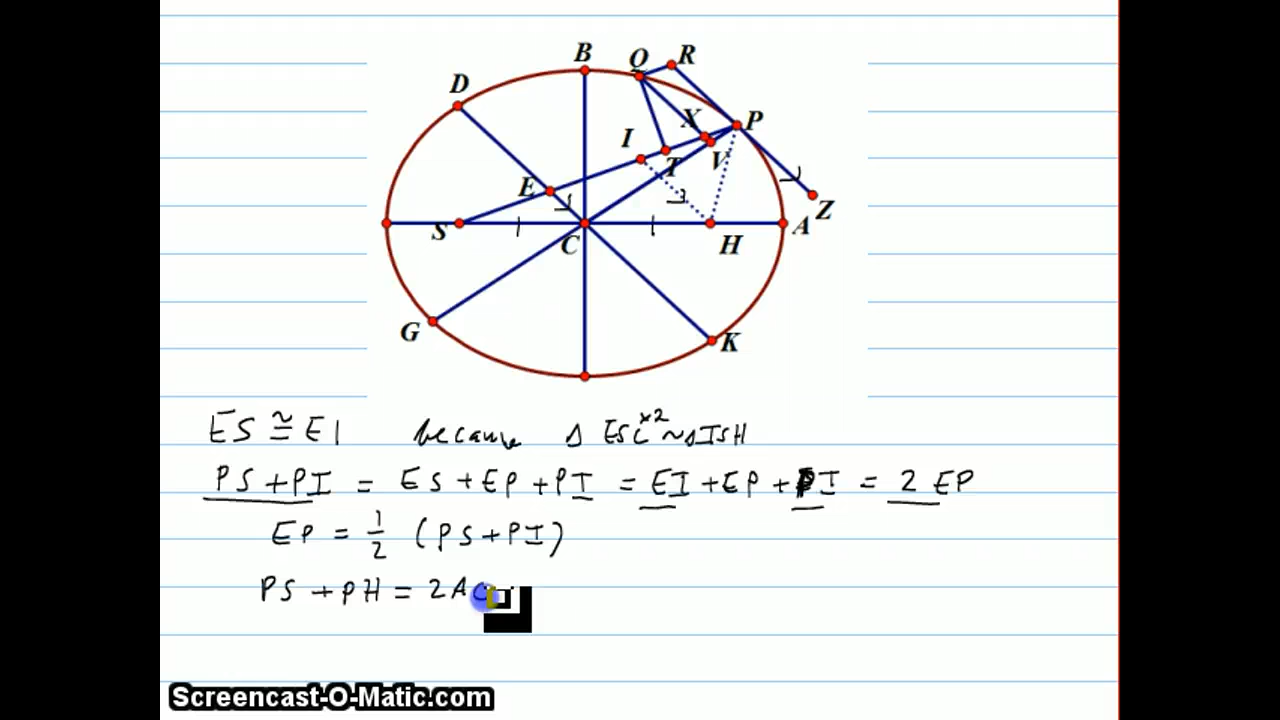 B
Q R
D
X P
I
T V
E
Z
S C H A
G
K
ES ≅ EI because Δ ESC ×2 ~ Δ ISH
PS + PI = ES + EP + PI = EI + EP + PI = 2 EP
EP = 1/2 (PS + PI)
PS + PH = 2AC
Screencast-O-Matic.com